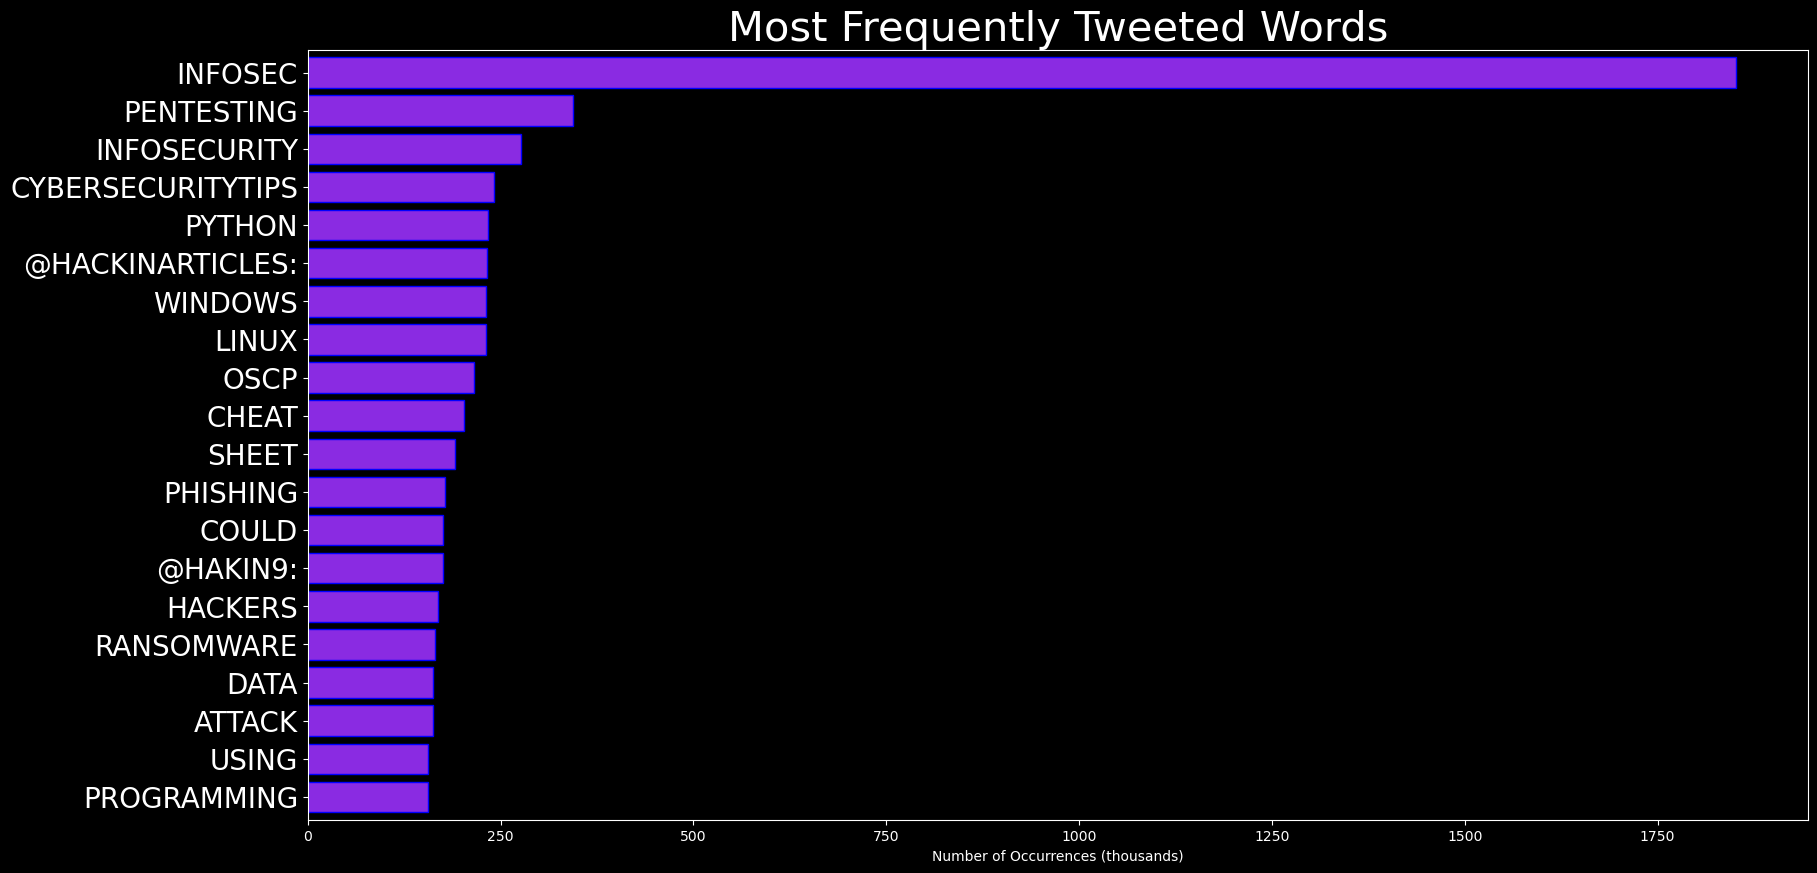 Most Frequently Tweeted Words
INFOSEC
PENTESTING
INFOSECURITY
CYBERSECURITYTIPS
PYTHON
@HACKINARTICLES:
WINDOWS
LINUX
OSCP
CHEAT
SHEET
PHISHING
COULD
@HAKIN9:
HACKERS
RANSOMWARE
DATA
ATTACK
USING
PROGRAMMING
0 250 500 750 1000 1250 1500 1750
Number of Occurrences (thousands)